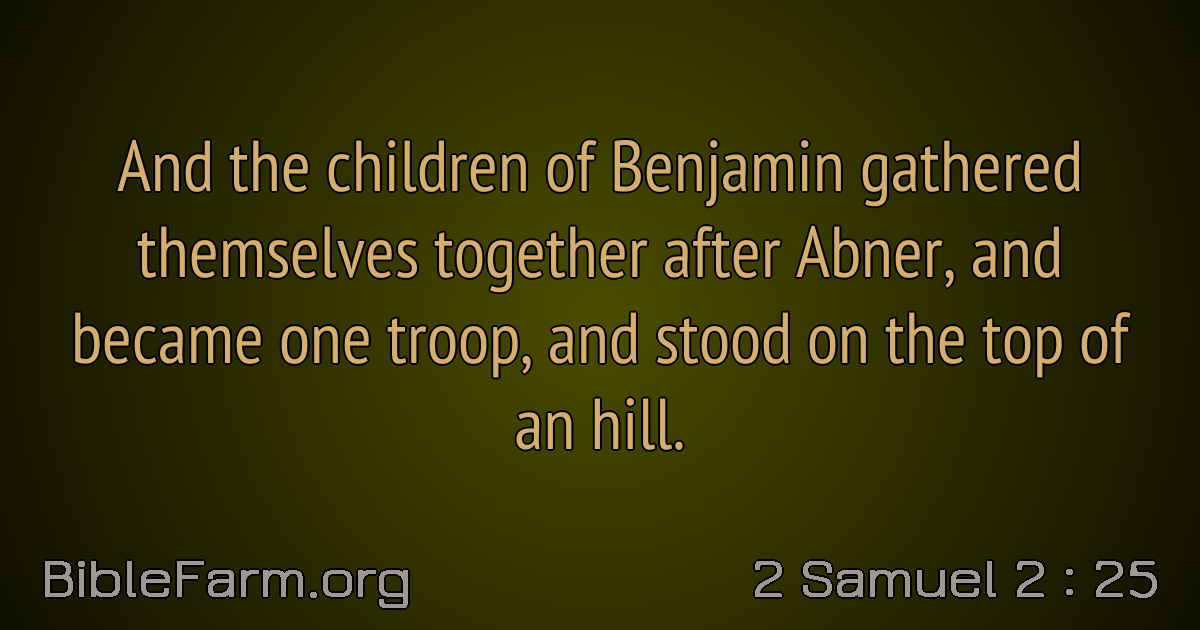 And the children of Benjamin gathered
themselves together after Abner, and
became one troop, and stood on the top of
an hill.
BibleFarm.org
2 Samuel 2 : 25